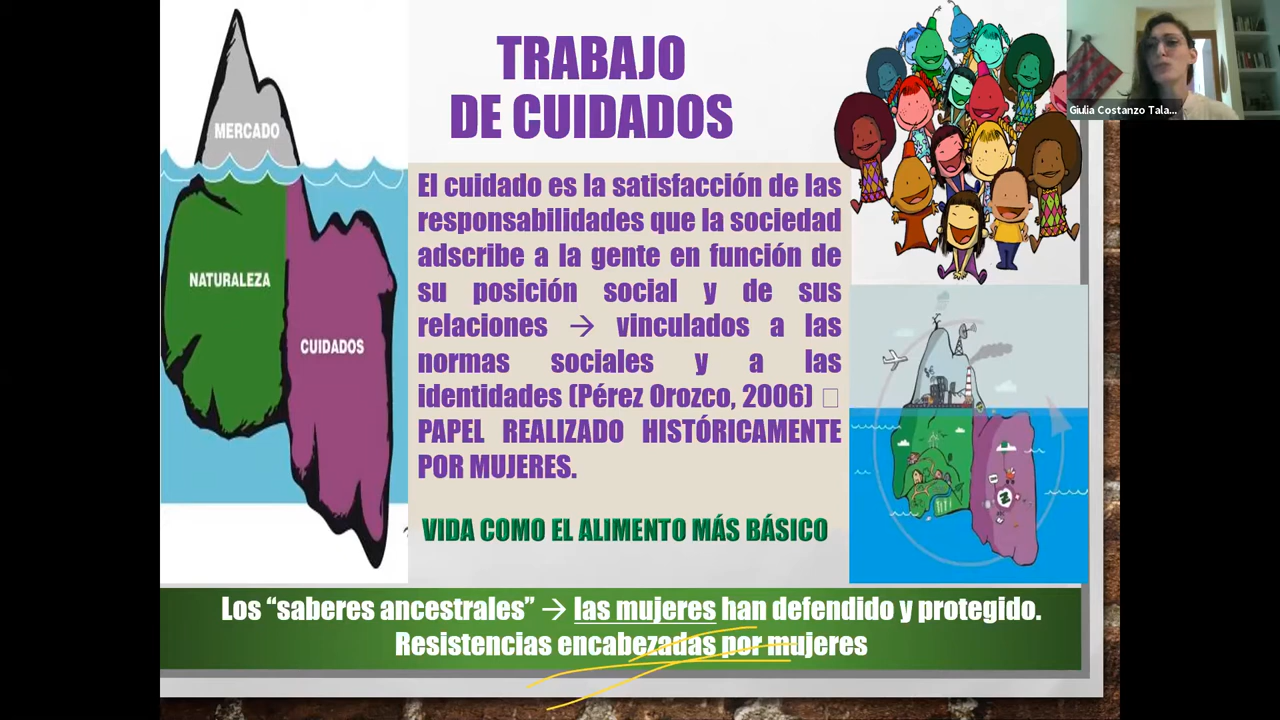 TRABAJO
DE CUIDADOS
Giulia Costanzo Tala...
MERCADO
NATURALEZA
CUIDADOS
El cuidado es la satisfacción de las
responsabilidades que la sociedad
adscribe a la gente en función de
su posición social y de sus
relaciones → vinculados a las
normas sociales y a las
identidades (Pérez Orozco, 2006) □
PAPEL REALIZADO HISTÓRICAMENTE
POR MUJERES.
VIDA COMO EL ALIMENTO MÁS BÁSICO
Los “saberes ancestrales” → las mujeres han defendido y protegido.
Resistencias encabezadas por mujeres